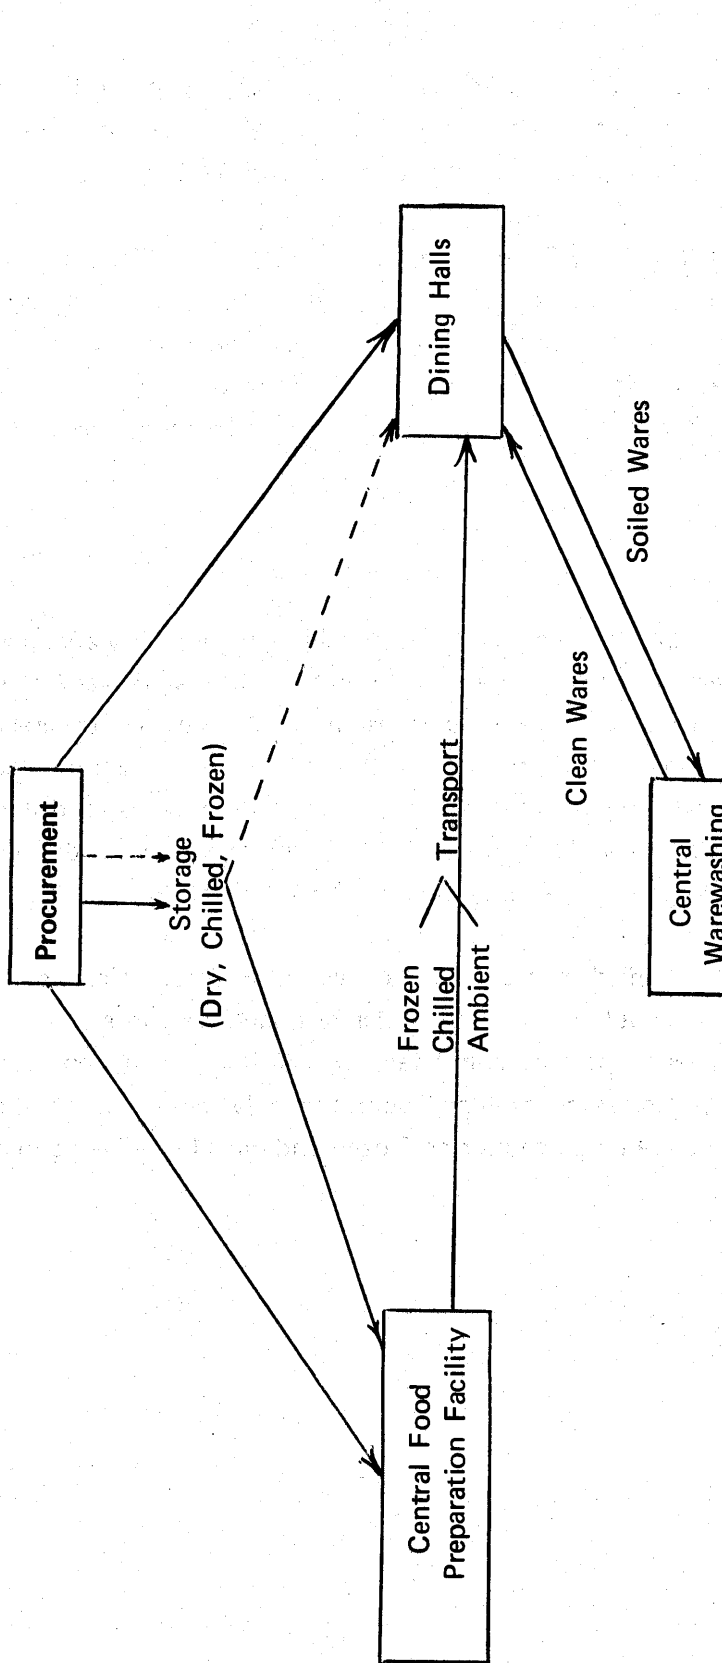 Procurement
Storage
(Dry, Chilled, Frozen)
Dining Halls
Frozen
Chilled
Ambient
Transport
Central Food
Preparation Facility
Clean Wares
Soiled Wares
Central
Warewashing